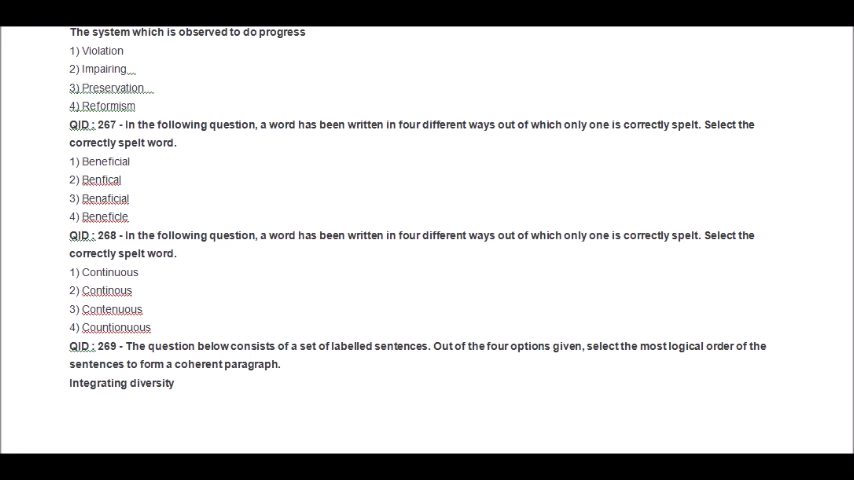 The system which is observed to do progress
1) Violation
2) Impairing
3) Preservation
4) Reformism
QID : 267 - In the following question, a word has been written in four different ways out of which only one is correctly spelt. Select the
correctly spelt word.
1) Beneficial
2) Benfical
3) Benaficial
4) Beneficle
QID : 268 - In the following question, a word has been written in four different ways out of which only one is correctly spelt. Select the
correctly spelt word.
1) Continuous
2) Continous
3) Contenuous
4) Countionuous
QID : 269 - The question below consists of a set of labelled sentences. Out of the four options given, select the most logical order of the
sentences to form a coherent paragraph.
Integrating diversity